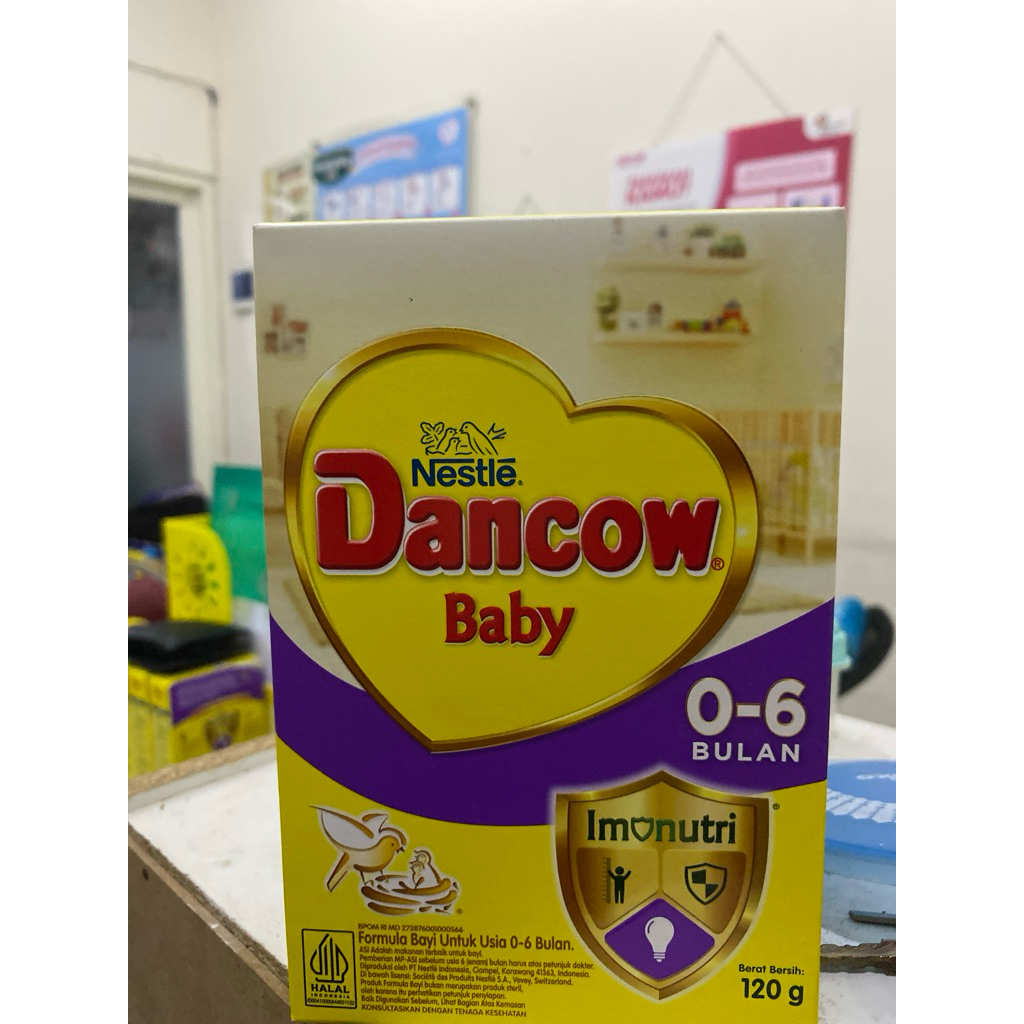 Nestlé®
Dancow®
Baby
0-6
BULAN
Imonutri®
BPOM RI MD 272876001000566
Formula Bayi Untuk Usia 0-6 Bulan.
ASI Adalah makanan terbaik untuk bayi.
Pemberian MP-ASI sebelum usia 6 (enam) bulan harus atas petunjuk dokter.
Diproduksi oleh PT Nestlé Indonesia, Ciampel, Karawang 41363, Indonesia.
Di bawah lisensi: Société des Produits Nestlé S.A., Vevey, Switzerland.
Produk Formula Bayi bukan merupakan produk steril,
oleh karena itu perhatikan petunjuk penyiapan.
Baik Digunakan Sebelum, Lihat Bagian Atas Kemasan
KONSULTASIKAN DENGAN TENAGA KESEHATAN
HALAL
INDONESIA
Berat Bersih:
120 g